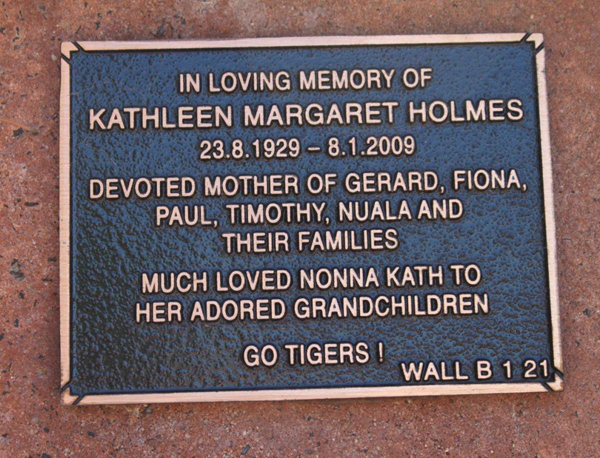 IN LOVING MEMORY OF
KATHLEEN MARGARET HOLMES
23.8.1929 – 8.1.2009
DEVOTED MOTHER OF GERARD, FIONA,
PAUL, TIMOTHY, NUALA AND
THEIR FAMILIES
MUCH LOVED NONNA KATH TO
HER ADORED GRANDCHILDREN
GO TIGERS !
WALL B 1 21